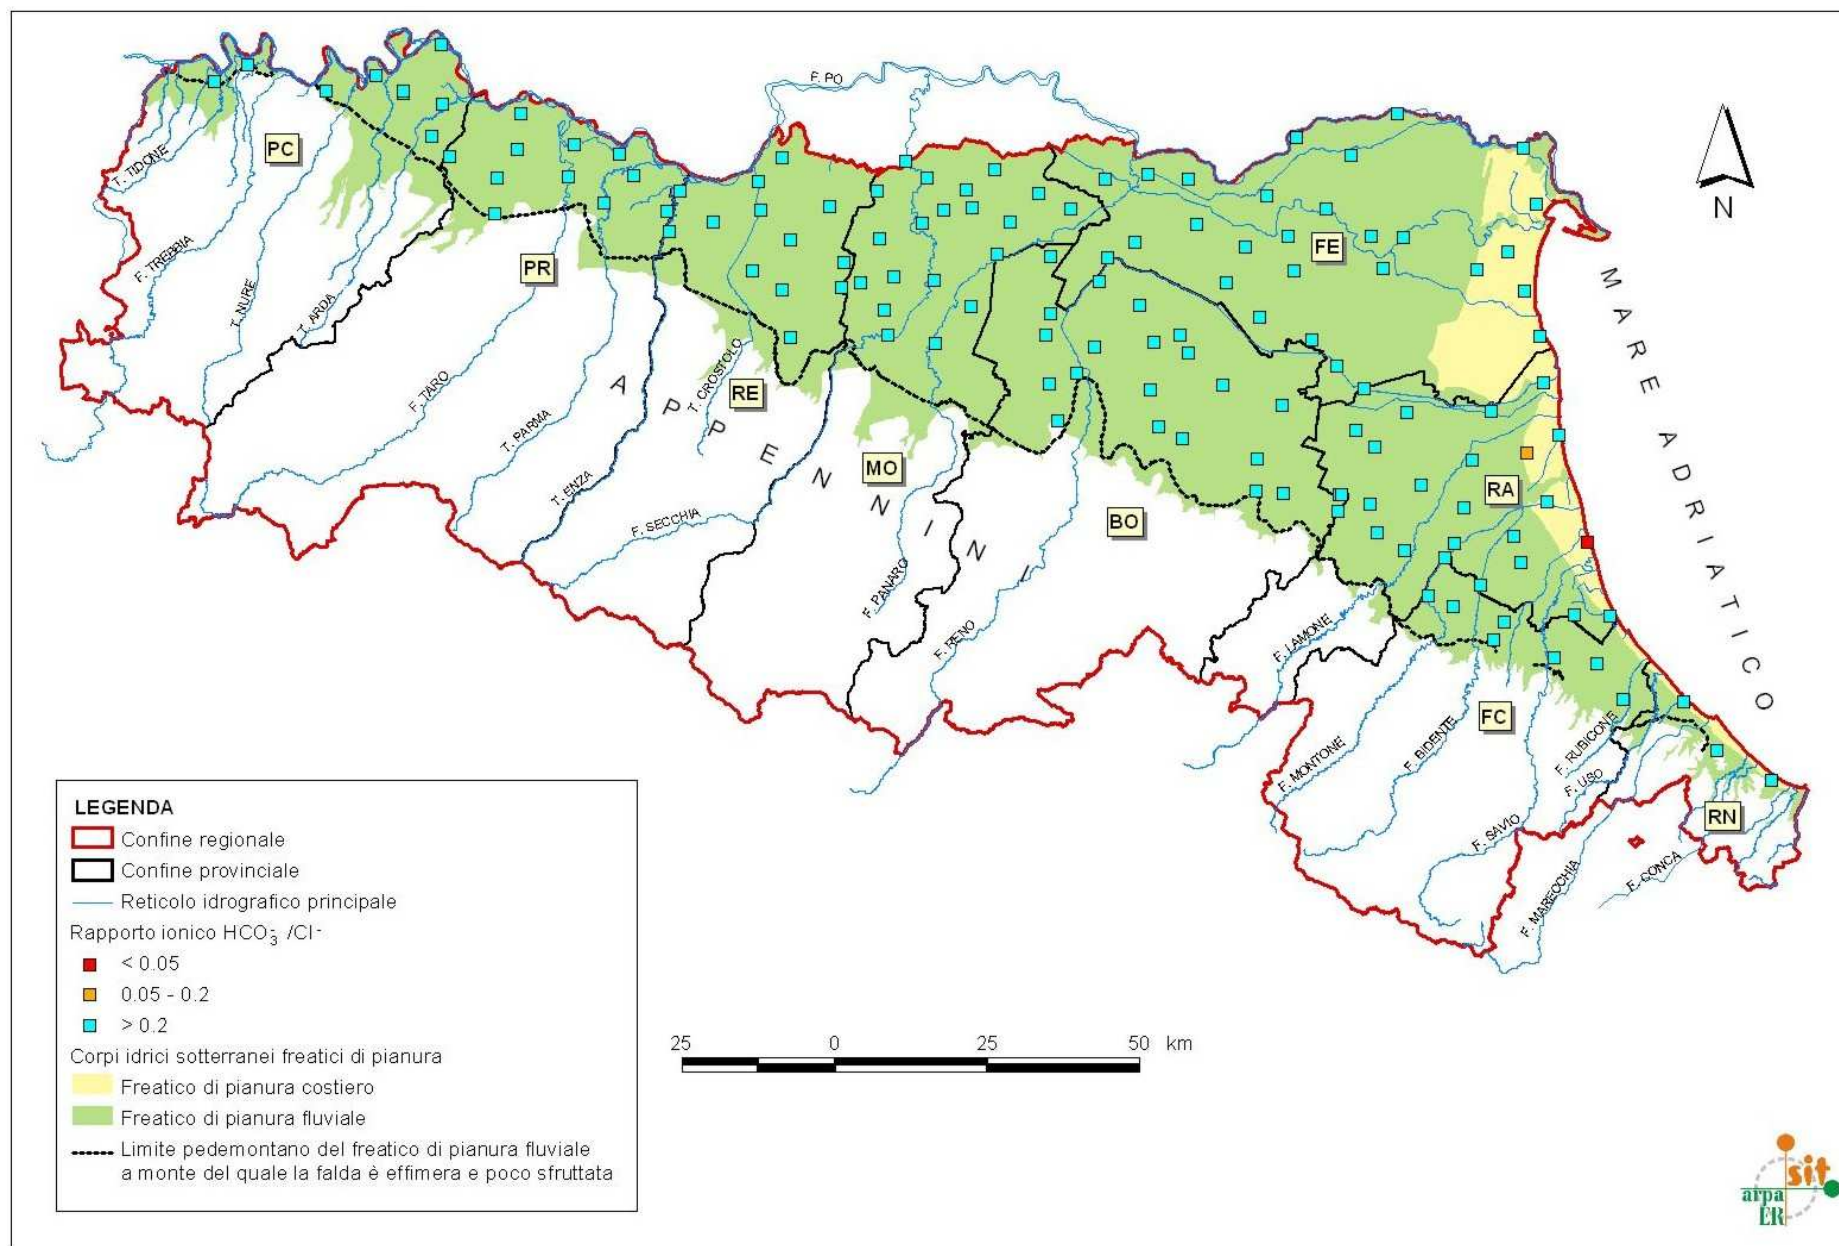 F. PO
PC
T. TIDONE
F. TREBBIA
T. NURE
T. ARDA
PR
F. TARO
T. PARMA
T. ENZA
T. CROSTOLO
RE
F. SECCHIA
MO
F. PANARO
F. RENO
BO
APPENNINI
FE
RA
N
MARE ADRIATICO
F. LAMONE
F. MONTONE
F. BIDENTE
FC
F. SAVIO
F. RUBICONE
F. USO
F. MARECCHIA
F. CONCA
RN
LEGENDA
Confine regionale
Confine provinciale
Reticolo idrografico principale
Rapporto ionico HCO₃⁻ /Cl⁻
< 0.05
0.05 - 0.2
> 0.2
Corpi idrici sotterranei freatici di pianura
Freatico di pianura costiero
Freatico di pianura fluviale
Limite pedemontano del freatico di pianura fluviale
a monte del quale la falda è effimera e poco sfruttata
25 0 25 50 km
sit
arpa
ER